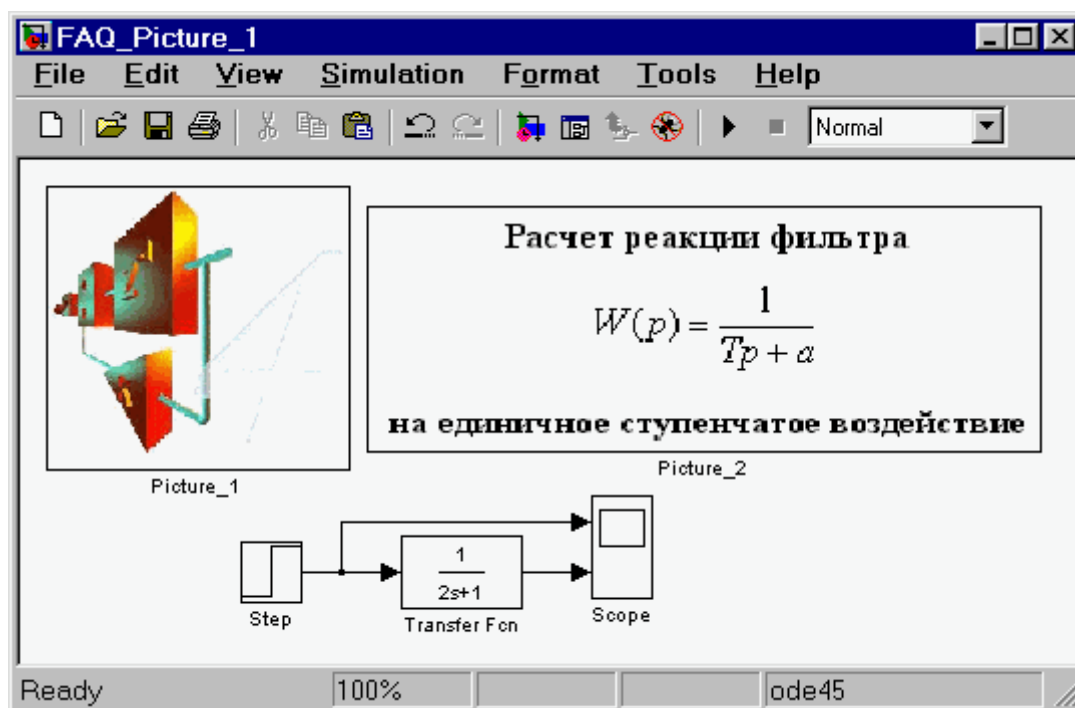 FAQ_Picture_1
File Edit View Simulation Format Tools Help
Normal
Расчет реакции фильтра
W(p) = 1 / (Tp + a)
на единичное ступенчатое воздействие
Picture_1
Picture_2
1
2s+1
Step
Transfer Fcn
Scope
Ready 100% ode45